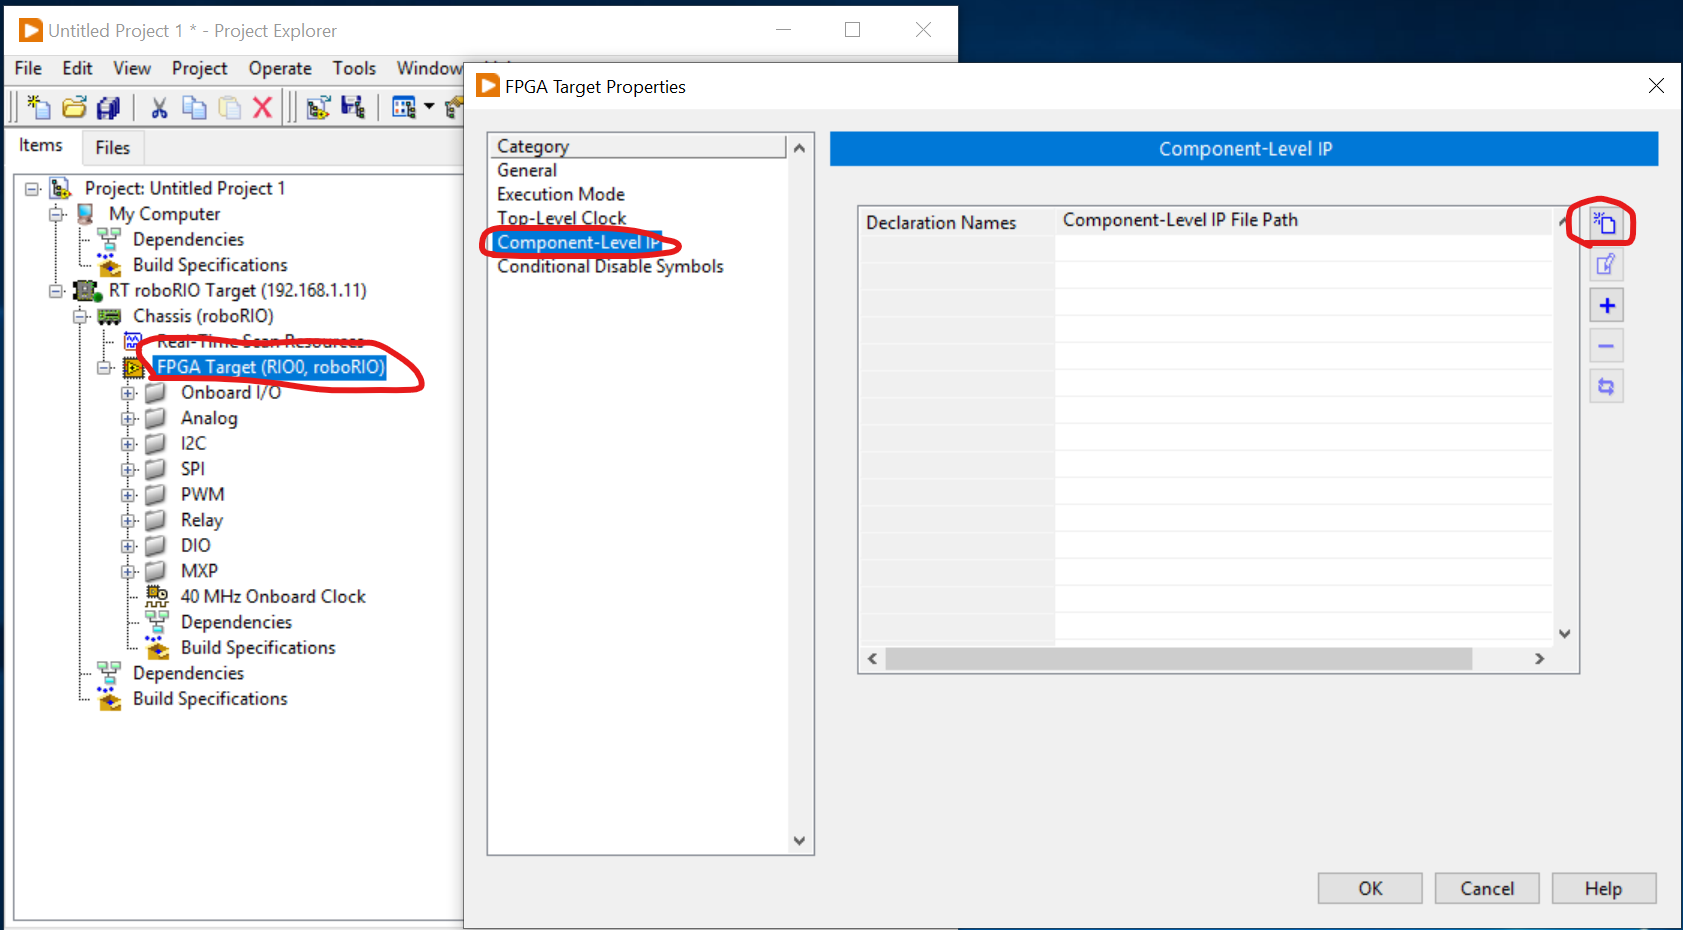 Untitled Project 1 * - Project Explorer
File Edit View Project Operate Tools Window
Items Files
Project: Untitled Project 1
My Computer
Dependencies
Build Specifications
RT roboRIO Target (192.168.1.11)
Chassis (roboRIO)
Real-Time Scan Resources
FPGA Target (RIO0, roboRIO)
Onboard I/O
Analog
I2C
SPI
PWM
Relay
DIO
MXP
40 MHz Onboard Clock
Dependencies
Build Specifications
Dependencies
Build Specifications
FPGA Target Properties
Category
General
Execution Mode
Top-Level Clock
Component-Level IP
Conditional Disable Symbols
Component-Level IP
Declaration Names Component-Level IP File Path
OK Cancel Help